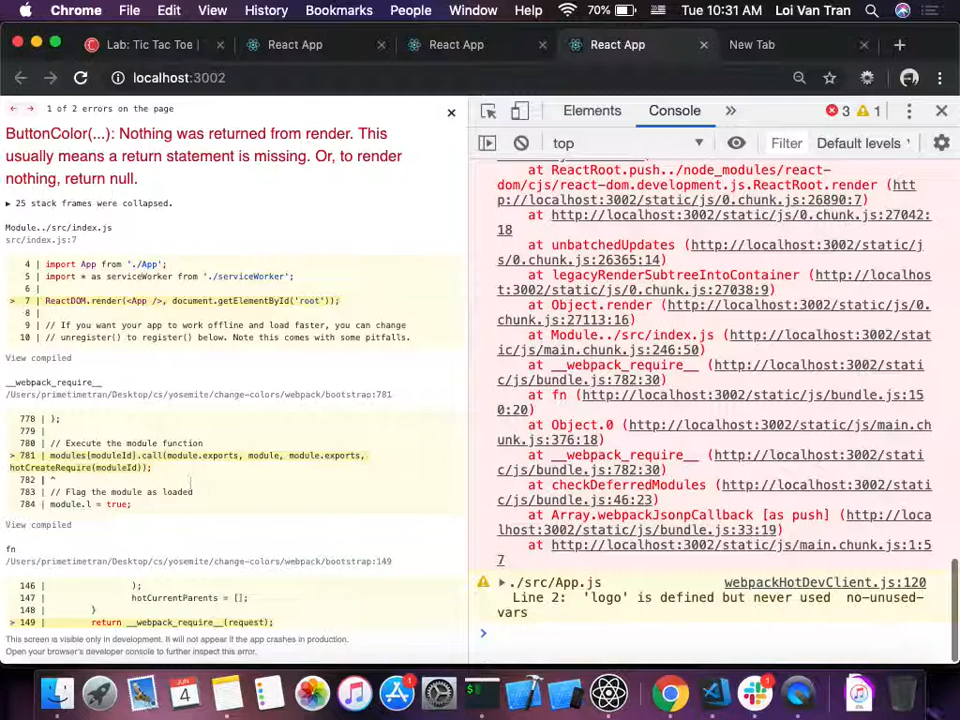 Chrome File Edit View History Bookmarks People Window Help 70% Tue 10:31 AM Loi Van Tran
Lab: Tic Tac Toe | React App React App React App New Tab
localhost:3002
1 of 2 errors on the page
ButtonColor(...): Nothing was returned from render. This
usually means a return statement is missing. Or, to render
nothing, return null.
▶ 25 stack frames were collapsed.
Module../src/index.js
src/index.js:7
4 | import App from './App';
5 | import * as serviceWorker from './serviceWorker';
6 |
> 7 | ReactDOM.render(<App />, document.getElementById('root'));
8 |
9 | // If you want your app to work offline and load faster, you can change
10 | // unregister() to register() below. Note this comes with some pitfalls.
View compiled
__webpack_require__
/Users/primetimetran/Desktop/cs/yosemite/change-colors/webpack/bootstrap:781
778 | };
779 |
780 | // Execute the module function
> 781 | modules[moduleId].call(module.exports, module, module.exports,
hotCreateRequire(moduleId));
782 | ^
783 | // Flag the module as loaded
784 | module.l = true;
View compiled
fn
/Users/primetimetran/Desktop/cs/yosemite/change-colors/webpack/bootstrap:149
146 | );
147 | hotCurrentParents = [];
148 | }
> 149 | return __webpack_require__(request);
This screen is visible only in development. It will not appear if the app crashes in production.
Open your browser's developer console to further inspect this error.
Elements Console » 3 1
top Filter Default levels
at ReactRoot.push../node_modules/react-
dom/cjs/react-dom.development.js.ReactRoot.render (htt
p://localhost:3002/static/js/0.chunk.js:26890:7)
at http://localhost:3002/static/js/0.chunk.js:27042:
18
at unbatchedUpdates (http://localhost:3002/static/j
s/0.chunk.js:26365:14)
at legacyRenderSubtreeIntoContainer (http://localhos
t:3002/static/js/0.chunk.js:27038:9)
at Object.render (http://localhost:3002/static/js/0.
chunk.js:27113:16)
at Module../src/index.js (http://localhost:3002/stat
ic/js/main.chunk.js:246:50)
at __webpack_require__ (http://localhost:3002/stati
c/js/bundle.js:782:30)
at fn (http://localhost:3002/static/js/bundle.js:15
0:20)
at Object.0 (http://localhost:3002/static/js/main.ch
unk.js:376:18)
at __webpack_require__ (http://localhost:3002/stati
c/js/bundle.js:782:30)
at checkDeferredModules (http://localhost:3002/stati
c/js/bundle.js:46:23)
at Array.webpackJsonpCallback [as push] (http://loca
lhost:3002/static/js/bundle.js:33:19)
at http://localhost:3002/static/js/main.chunk.js:1:5
7
▶ ./src/App.js webpackHotDevClient.js:120
Line 2: 'logo' is defined but never used no-unused-
vars
DEC
4
1